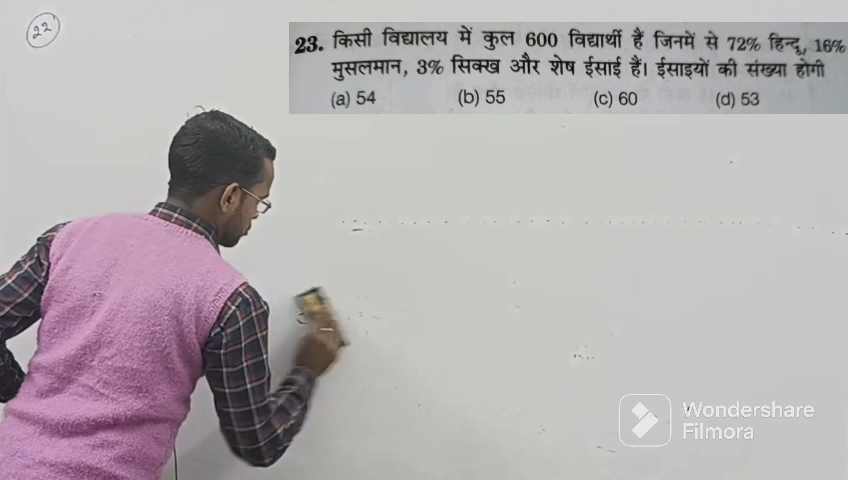 22
23. किसी विद्यालय में कुल 600 विद्यार्थी हैं जिनमें से 72% हिन्दू, 16%
मुसलमान, 3% सिक्ख और शेष ईसाई हैं। ईसाइयों की संख्या होगी
(a) 54 (b) 55 (c) 60 (d) 53
Wondershare
Filmora